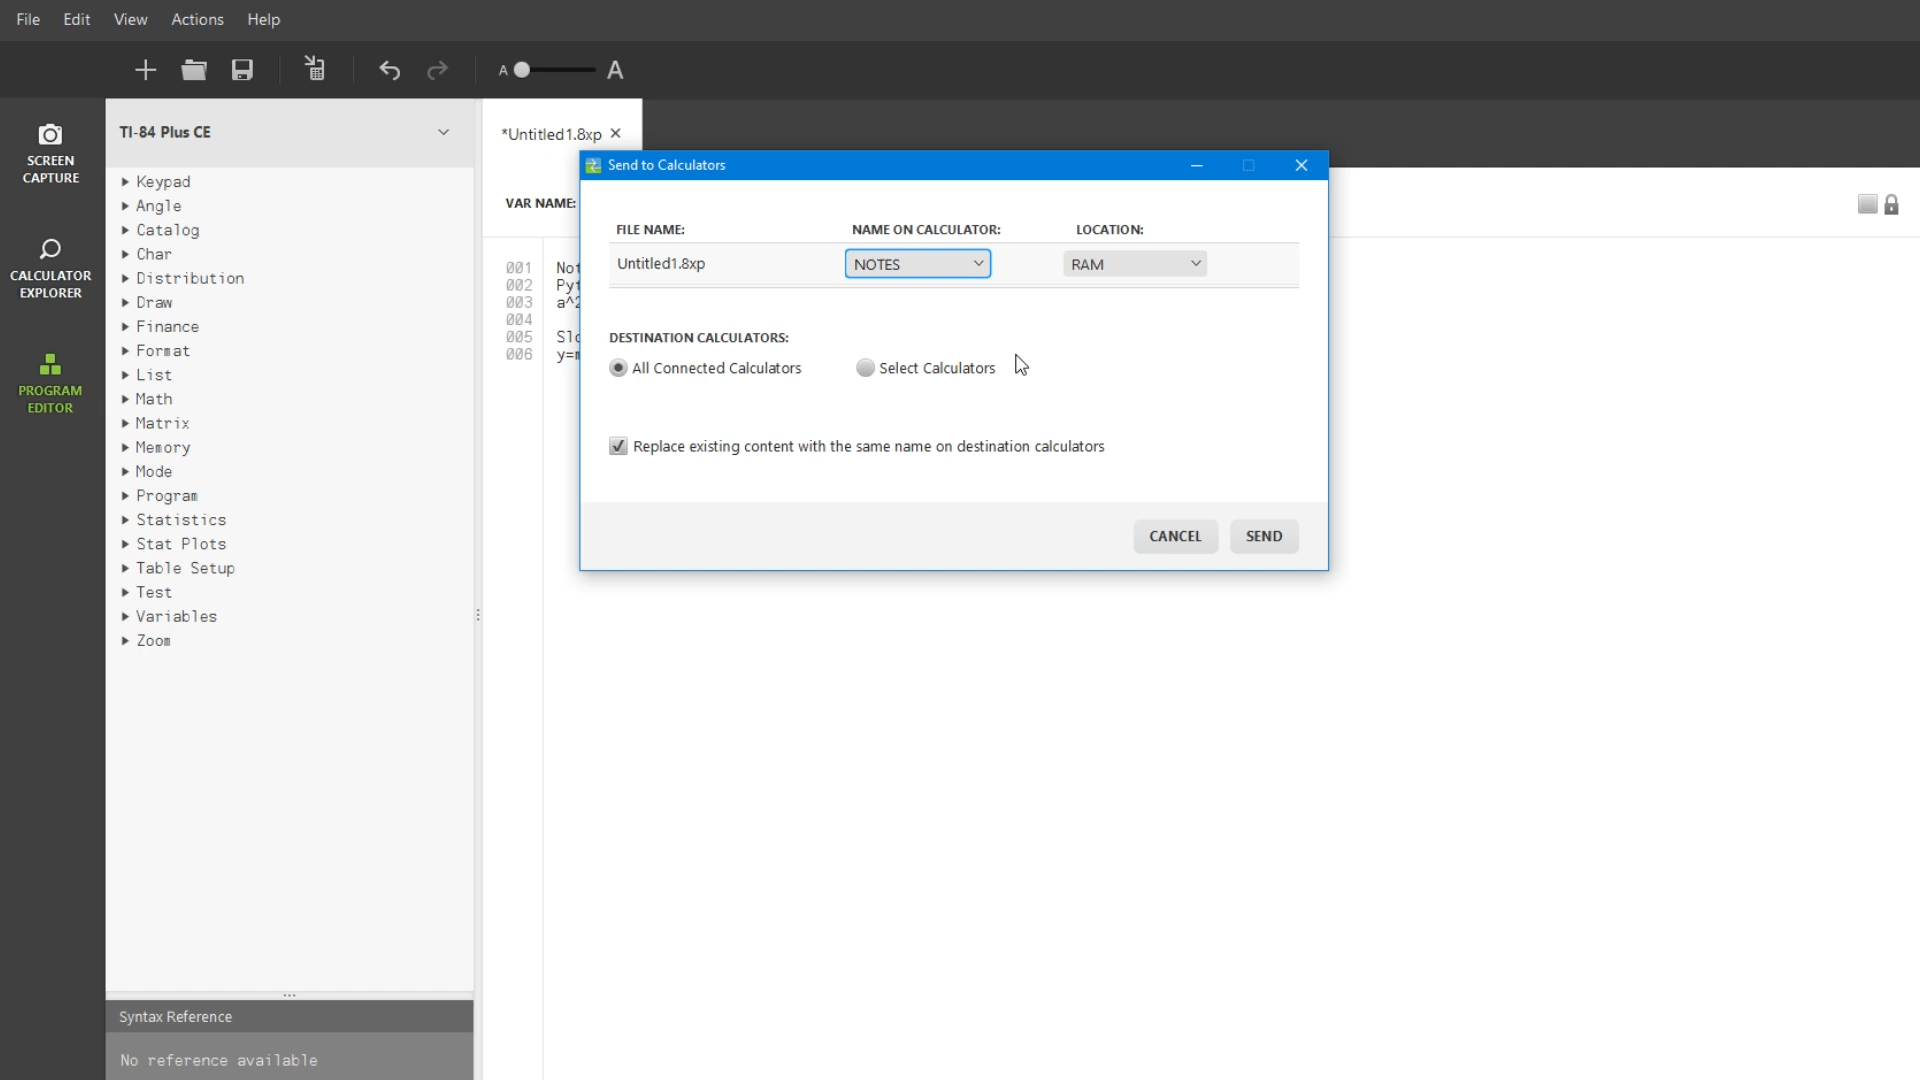 File Edit View Actions Help
A A
SCREEN
CAPTURE
CALCULATOR
EXPLORER
PROGRAM
EDITOR
TI-84 Plus CE
Keypad
Angle
Catalog
Char
Distribution
Draw
Finance
Format
List
Math
Matrix
Memory
Mode
Program
Statistics
Stat Plots
Table Setup
Test
Variables
Zoom
Syntax Reference
No reference available
*Untitled1.8xp
VAR NAME:
001 Not
002 Pyt
003 a^2
004
005 Slo
006 y=m
Send to Calculators
FILE NAME: NAME ON CALCULATOR: LOCATION:
Untitled1.8xp NOTES RAM
DESTINATION CALCULATORS:
All Connected Calculators Select Calculators
Replace existing content with the same name on destination calculators
CANCEL SEND